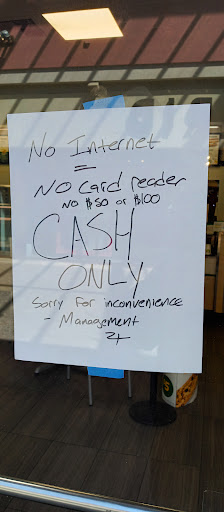 No Internet
=
NO Card reader
NO $50 or $100
CASH
ONLY
Sorry for inconvenience
- Management